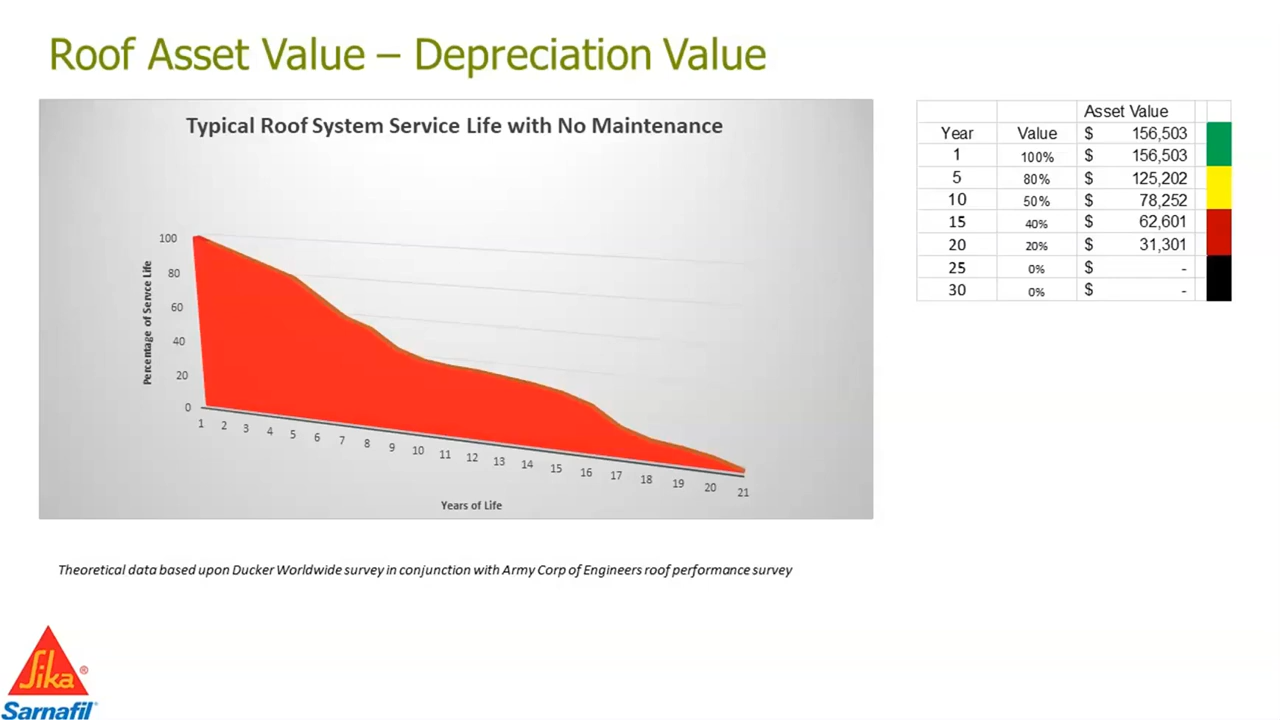 Roof Asset Value – Depreciation Value
Typical Roof System Service Life with No Maintenance
100
80
60
40
20
0
Percentage of Servce Life
1 2 3 4 5 6 7 8 9 10 11 12 13 14 15 16 17 18 19 20 21
Years of Life
Asset Value
Year Value $ 156,503
1 100% $ 156,503
5 80% $ 125,202
10 50% $ 78,252
15 40% $ 62,601
20 20% $ 31,301
25 0% $ -
30 0% $ -
Theoretical data based upon Ducker Worldwide survey in conjunction with Army Corp of Engineers roof performance survey
Sika®
Sarnafil